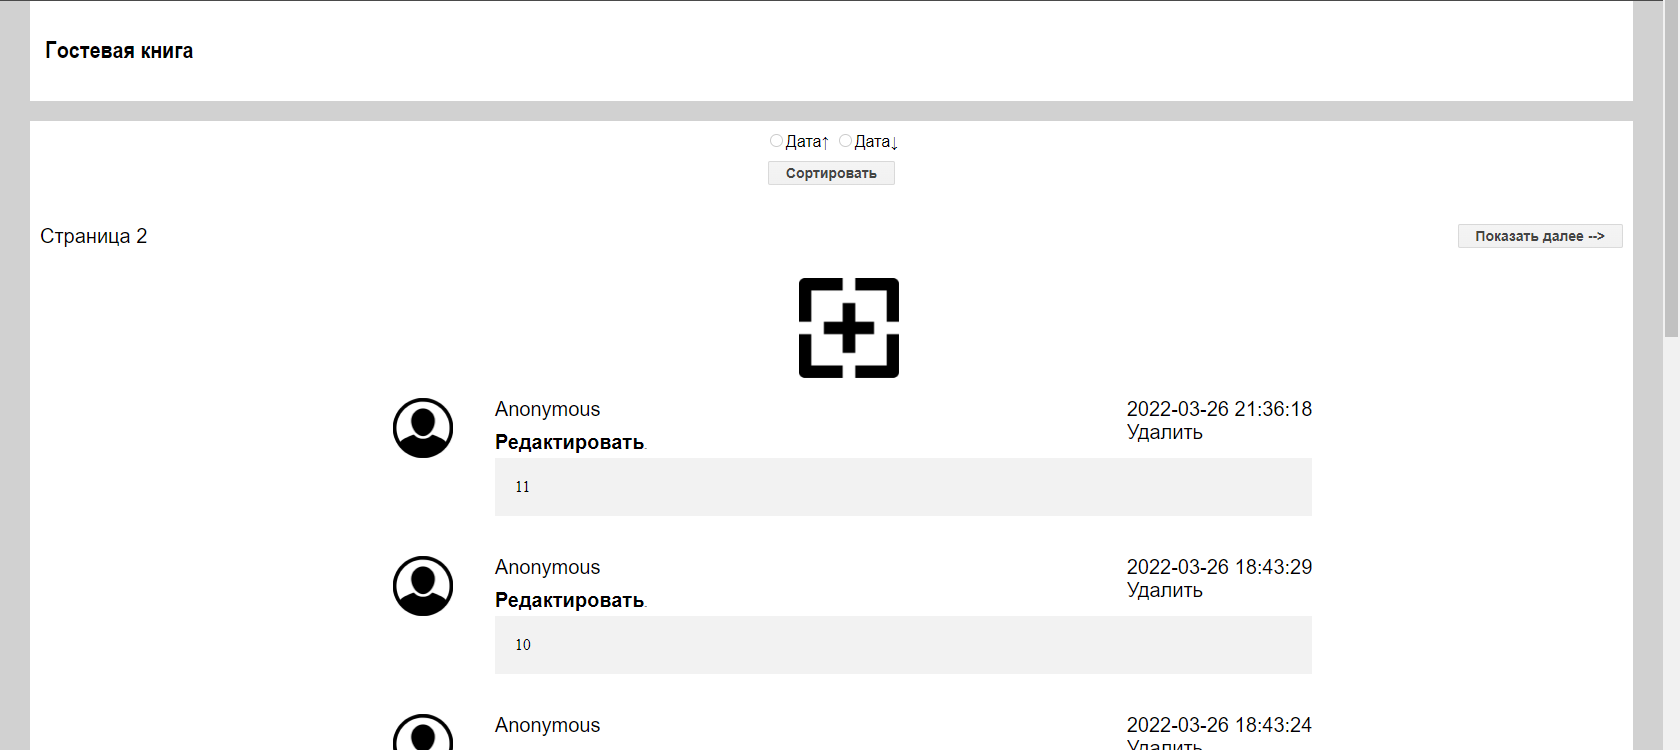 Гостевая книга
Дата↑ Дата↓
Сортировать
Страница 2
Показать далее -->
Anonymous
2022-03-26 21:36:18
Удалить
Редактировать.
11
Anonymous
2022-03-26 18:43:29
Удалить
Редактировать.
10
Anonymous
2022-03-26 18:43:24
Удалить